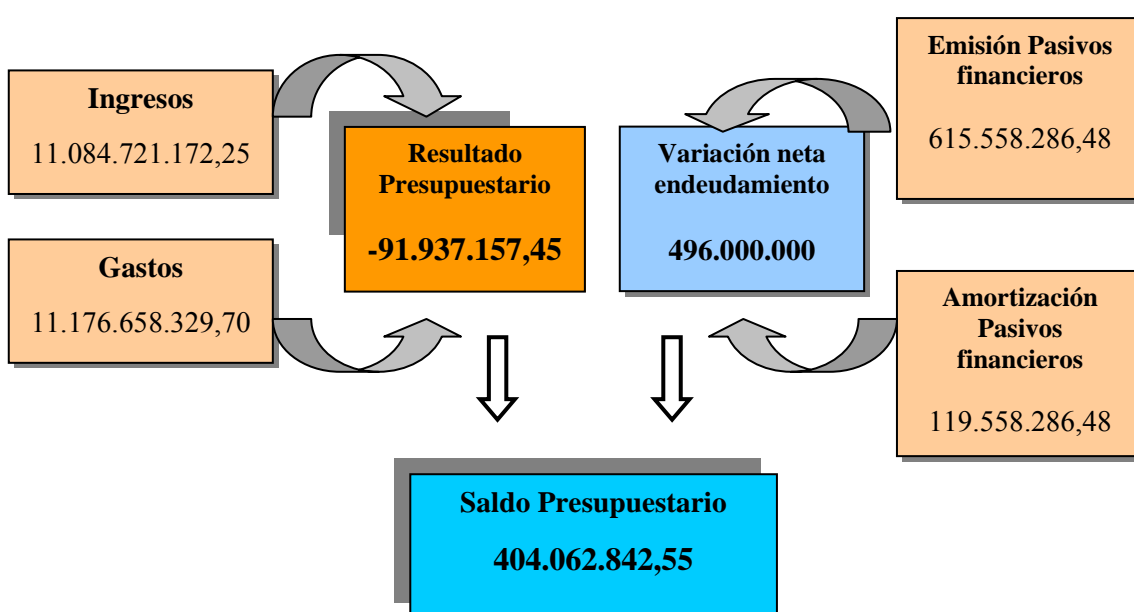 Ingresos
11.084.721.172,25
Gastos
11.176.658.329,70
Resultado
Presupuestario
-91.937.157,45
Variación neta
endeudamiento
496.000.000
Emisión Pasivos
financieros
615.558.286,48
Amortización
Pasivos
financieros
119.558.286,48
Saldo Presupuestario
404.062.842,55